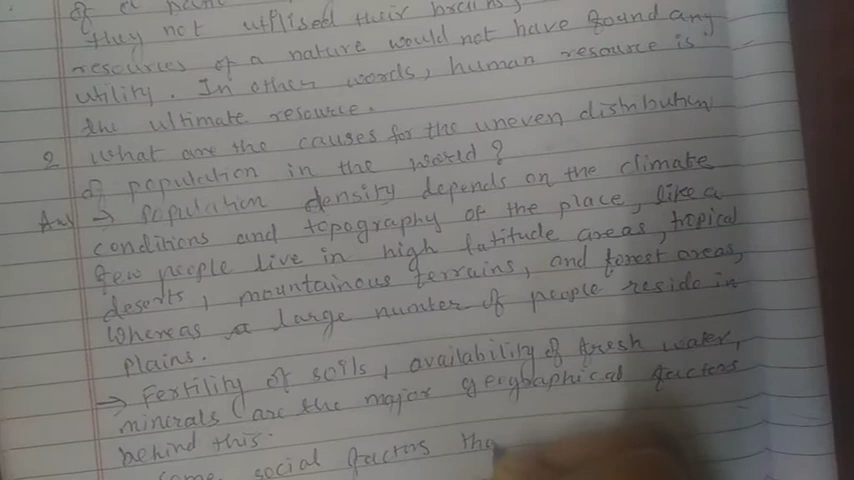 of a
they not utilised their brains,
resources of a nature would not have found any
utility. In other words, human resource is
the ultimate resource.
2 What are the causes for the uneven distribution
of population in the world?
Ans → Population density depends on the climate
conditions and topography of the place, like a
few people live in high latitude areas, tropical
deserts, mountainous terrains, and forest areas,
Whereas a large number of people reside in
plains.
→ Fertility of soils, availability of fresh water,
minerals are the major geographical factors
behind this.
Some social factors tha